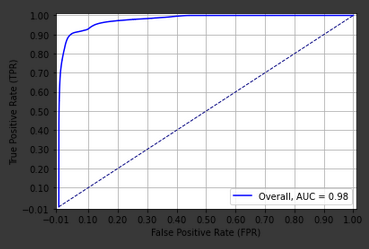 1.00
0.90
0.80
0.70
0.60
0.50
0.40
0.30
0.20
0.10
−0.01
True Positive Rate (TPR)
Overall, AUC = 0.98
−0.01 0.10 0.20 0.30 0.40 0.50 0.60 0.70 0.80 0.90 1.00
False Positive Rate (FPR)